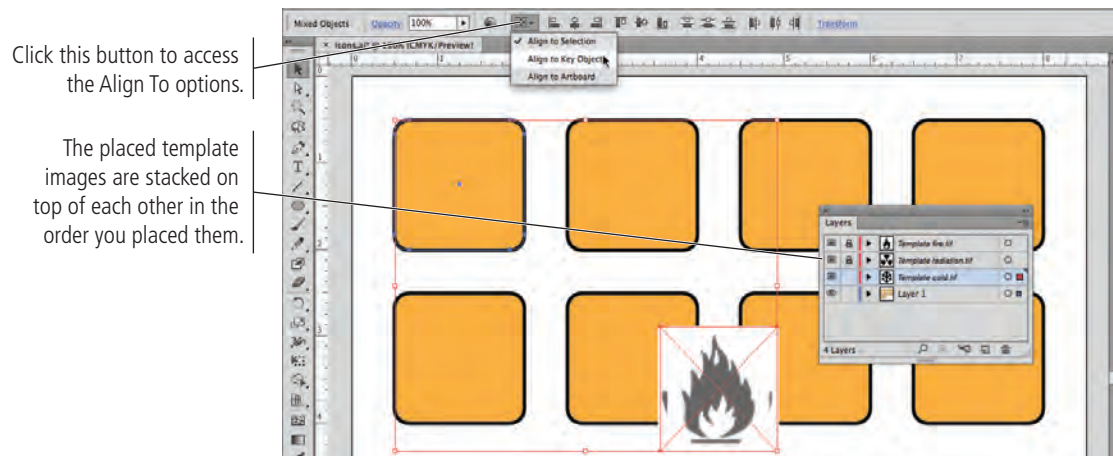 Mixed Objects Opacity: 100% Transform
Click this button to access
the Align To options.
✓ Align to Selection
Align to Key Object
Align to Artboard
The placed template
images are stacked on
top of each other in the
order you placed them.
Layers
Template fire.tif
Template radiation.tif
Template cold.tif
Layer 1
4 Layers